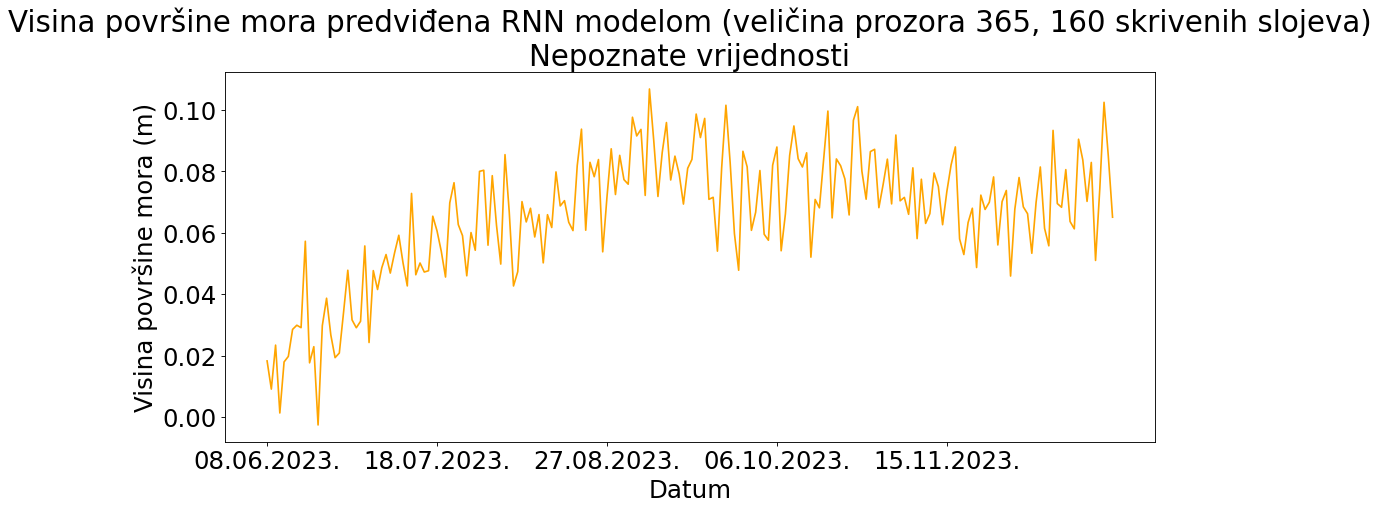 Visina površine mora predviđena RNN modelom (veličina prozora 365, 160 skrivenih slojeva)
Nepoznate vrijednosti
Visina površine mora (m)
0.10
0.08
0.06
0.04
0.02
0.00
08.06.2023. 18.07.2023. 27.08.2023. 06.10.2023. 15.11.2023.
Datum